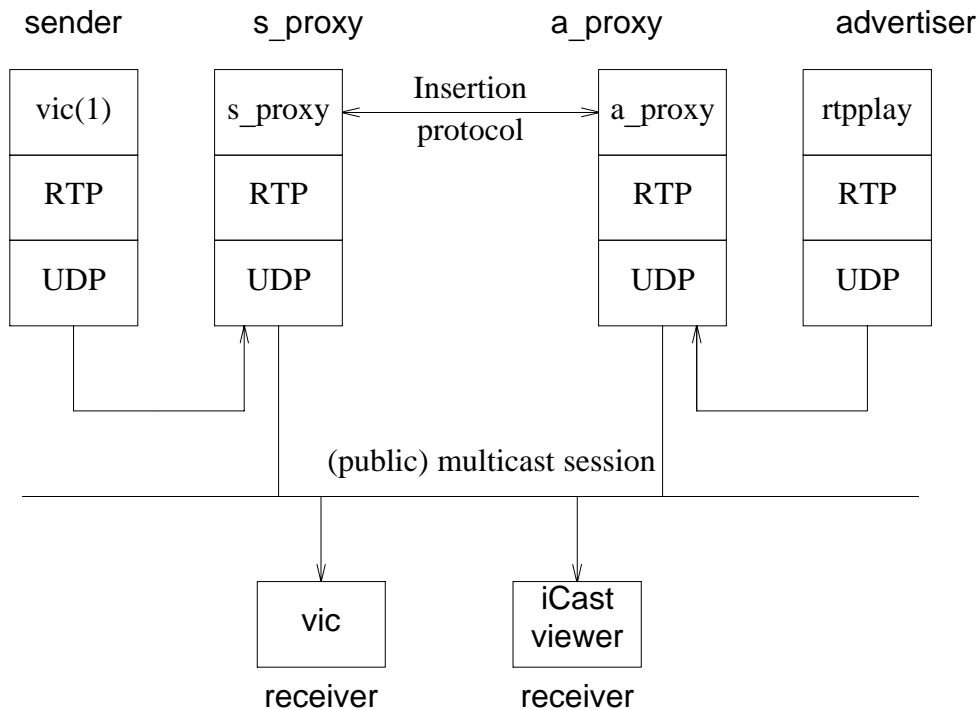 sender s_proxy a_proxy advertiser
vic(1) s_proxy Insertion protocol a_proxy rtpplay
RTP RTP RTP RTP
UDP UDP UDP UDP
(public) multicast session
vic iCast viewer
receiver receiver